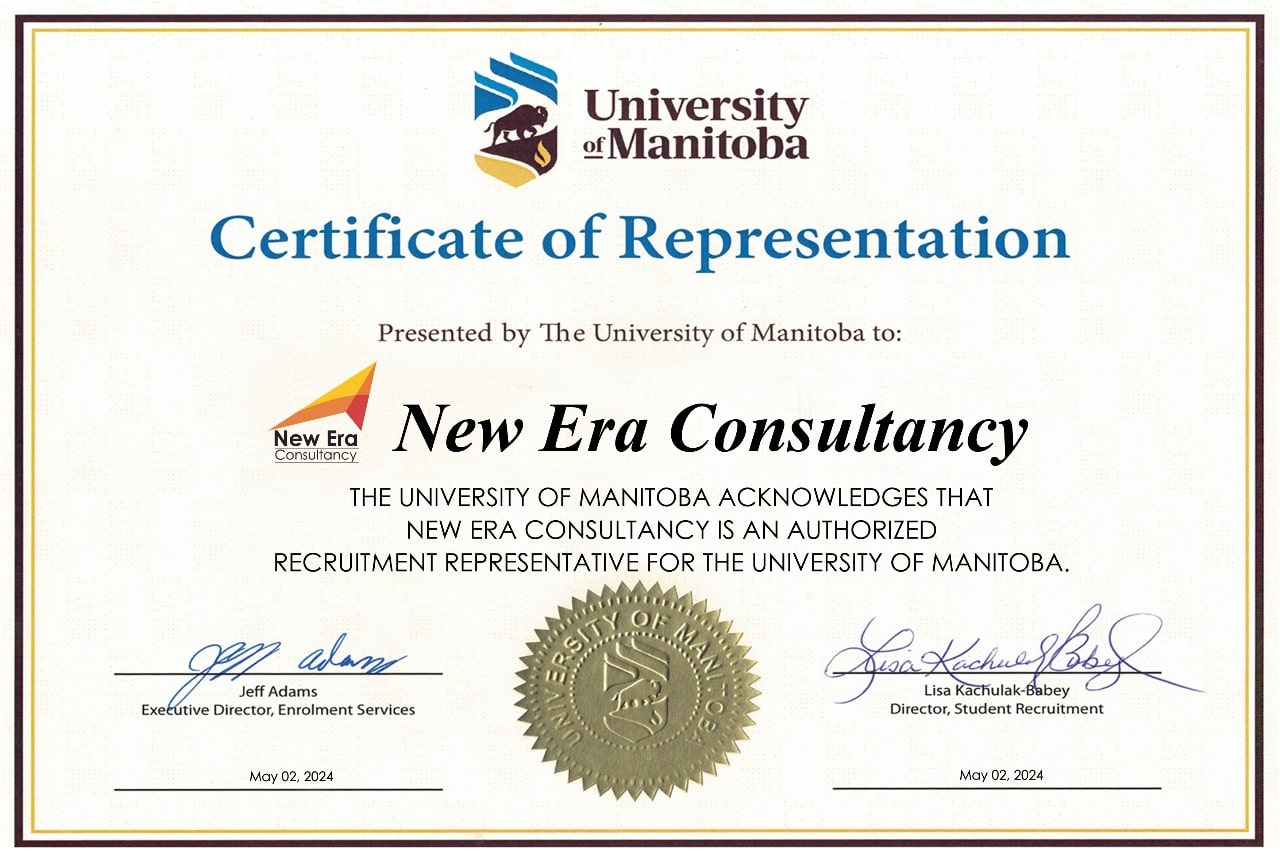 University
of Manitoba
Certificate of Representation
Presented by The University of Manitoba to:
New Era
Consultancy
New Era Consultancy
THE UNIVERSITY OF MANITOBA ACKNOWLEDGES THAT
NEW ERA CONSULTANCY IS AN AUTHORIZED
RECRUITMENT REPRESENTATIVE FOR THE UNIVERSITY OF MANITOBA.
UNIVERSITY OF MANITOBA
UNIVERSITY OF MANITOBA
Jeff Adams
Lisa Kachulak-Babey
Jeff Adams
Executive Director, Enrolment Services
Lisa Kachulak-Babey
Director, Student Recruitment
May 02, 2024
May 02, 2024